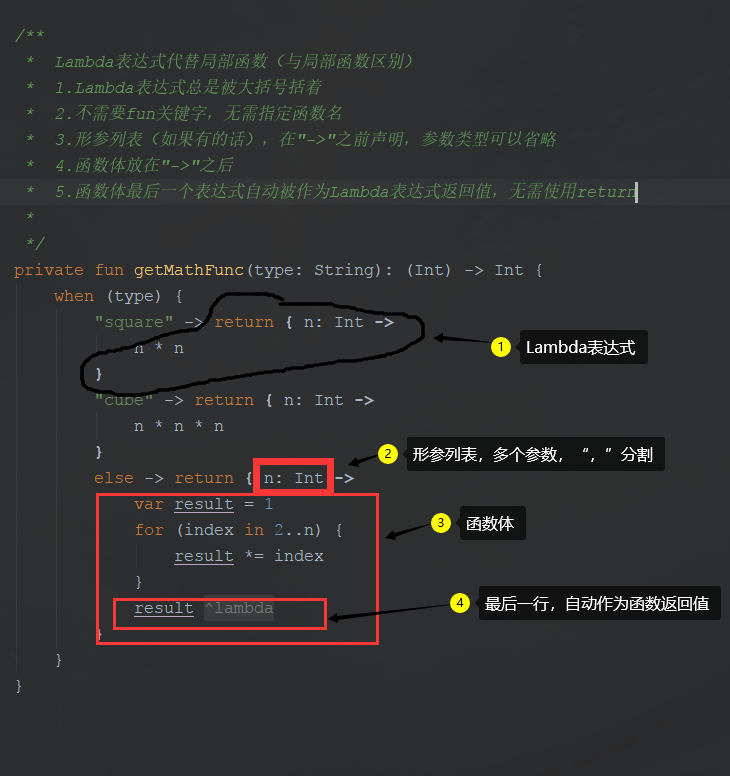 /**
* Lambda表达式代替局部函数（与局部函数区别）
* 1.Lambda表达式总是被大括号括着
* 2.不需要fun关键字，无需指定函数名
* 3.形参列表（如果有的话），在"->"之前声明，参数类型可以省略
* 4.函数体放在"->"之后
* 5.函数体最后一个表达式自动被作为Lambda表达式返回值，无需使用return
*
*/
private fun getMathFunc(type: String): (Int) -> Int {
when (type) {
"square" -> return { n: Int ->
1 Lambda表达式
n * n
}
"cube" -> return { n: Int ->
n * n * n
}
2 形参列表，多个参数，“，”分割
else -> return { n: Int ->
var result = 1
3 函数体
for (index in 2..n) {
result *= index
}
result ^lambda
4 最后一行，自动作为函数返回值
}
}
}